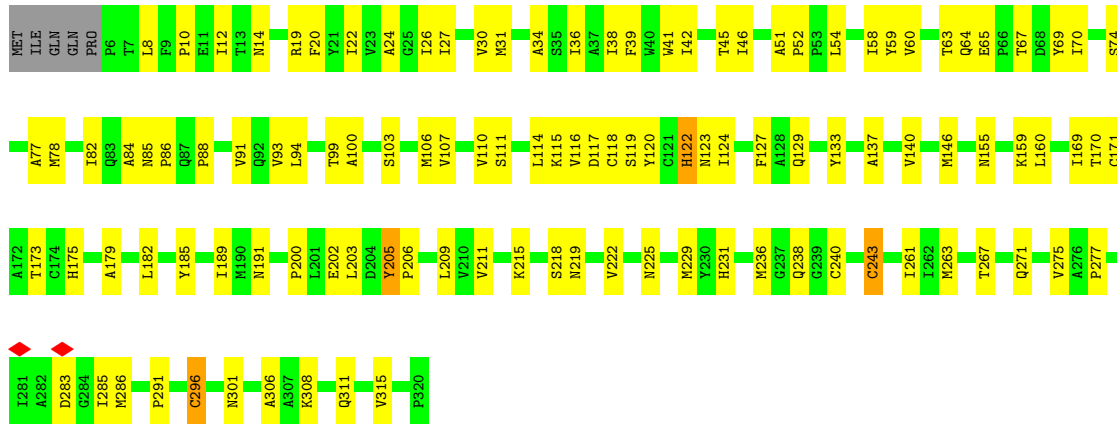 MET ILE GLN GLN PRO P6 T7 L8 F9 P10 E11 I12 T13 N14 R19 F20 Y21 I22 V23 A24 G25 I26 I27 V30 M31 A34 S35 I36 A37 I38 F39 W40 W41 I42 T45 I46 A51 P52 P53 L54 I58 Y59 V60 T63 Q64 E65 P66 T67 D68 Y69 I70 S74
A77 M78 I82 Q83 A84 N85 P86 Q87 P88 V91 Q92 V93 L94 T99 A100 S103 M106 V107 V110 S111 L114 K115 V116 D117 C118 S119 Y120 C121 H122 N123 I124 F127 A128 Q129 Y133 A137 V140 M146 N155 K159 L160 I169 T170 C171
A172 T173 C174 H175 A179 L182 Y185 I189 M190 N191 P200 L201 E202 L203 D204 Y205 P206 L209 V210 V211 K215 S218 N219 V222 N225 M229 Y230 H231 M236 G237 Q238 G239 C240 C243 I261 I262 M263 T267 Q271 V275 A276 P277
I281 A282 D283 G284 I285 M286 P291 C296 N301 A306 A307 K308 Q311 V315 P320